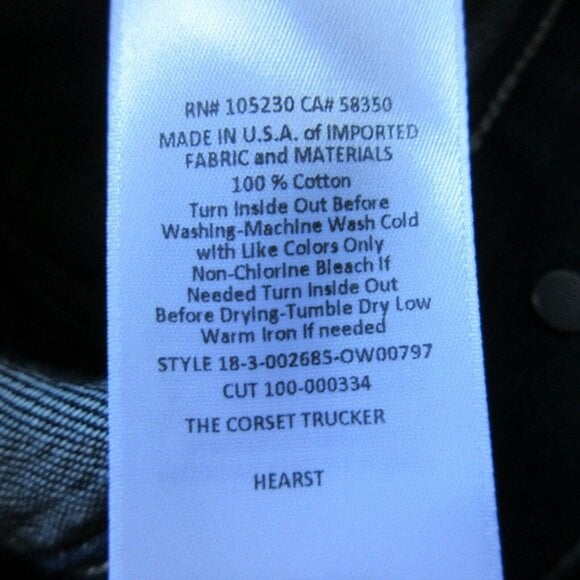 RN# 105230 CA# 58350
MADE IN U.S.A. of IMPORTED
FABRIC and MATERIALS
100 % Cotton
Turn Inside Out Before
Washing-Machine Wash Cold
with Like Colors Only
Non-Chlorine Bleach If
Needed Turn Inside Out
Before Drying-Tumble Dry Low
Warm Iron If needed
STYLE 18-3-002685-OW00797
CUT 100-000334
THE CORSET TRUCKER
HEARST